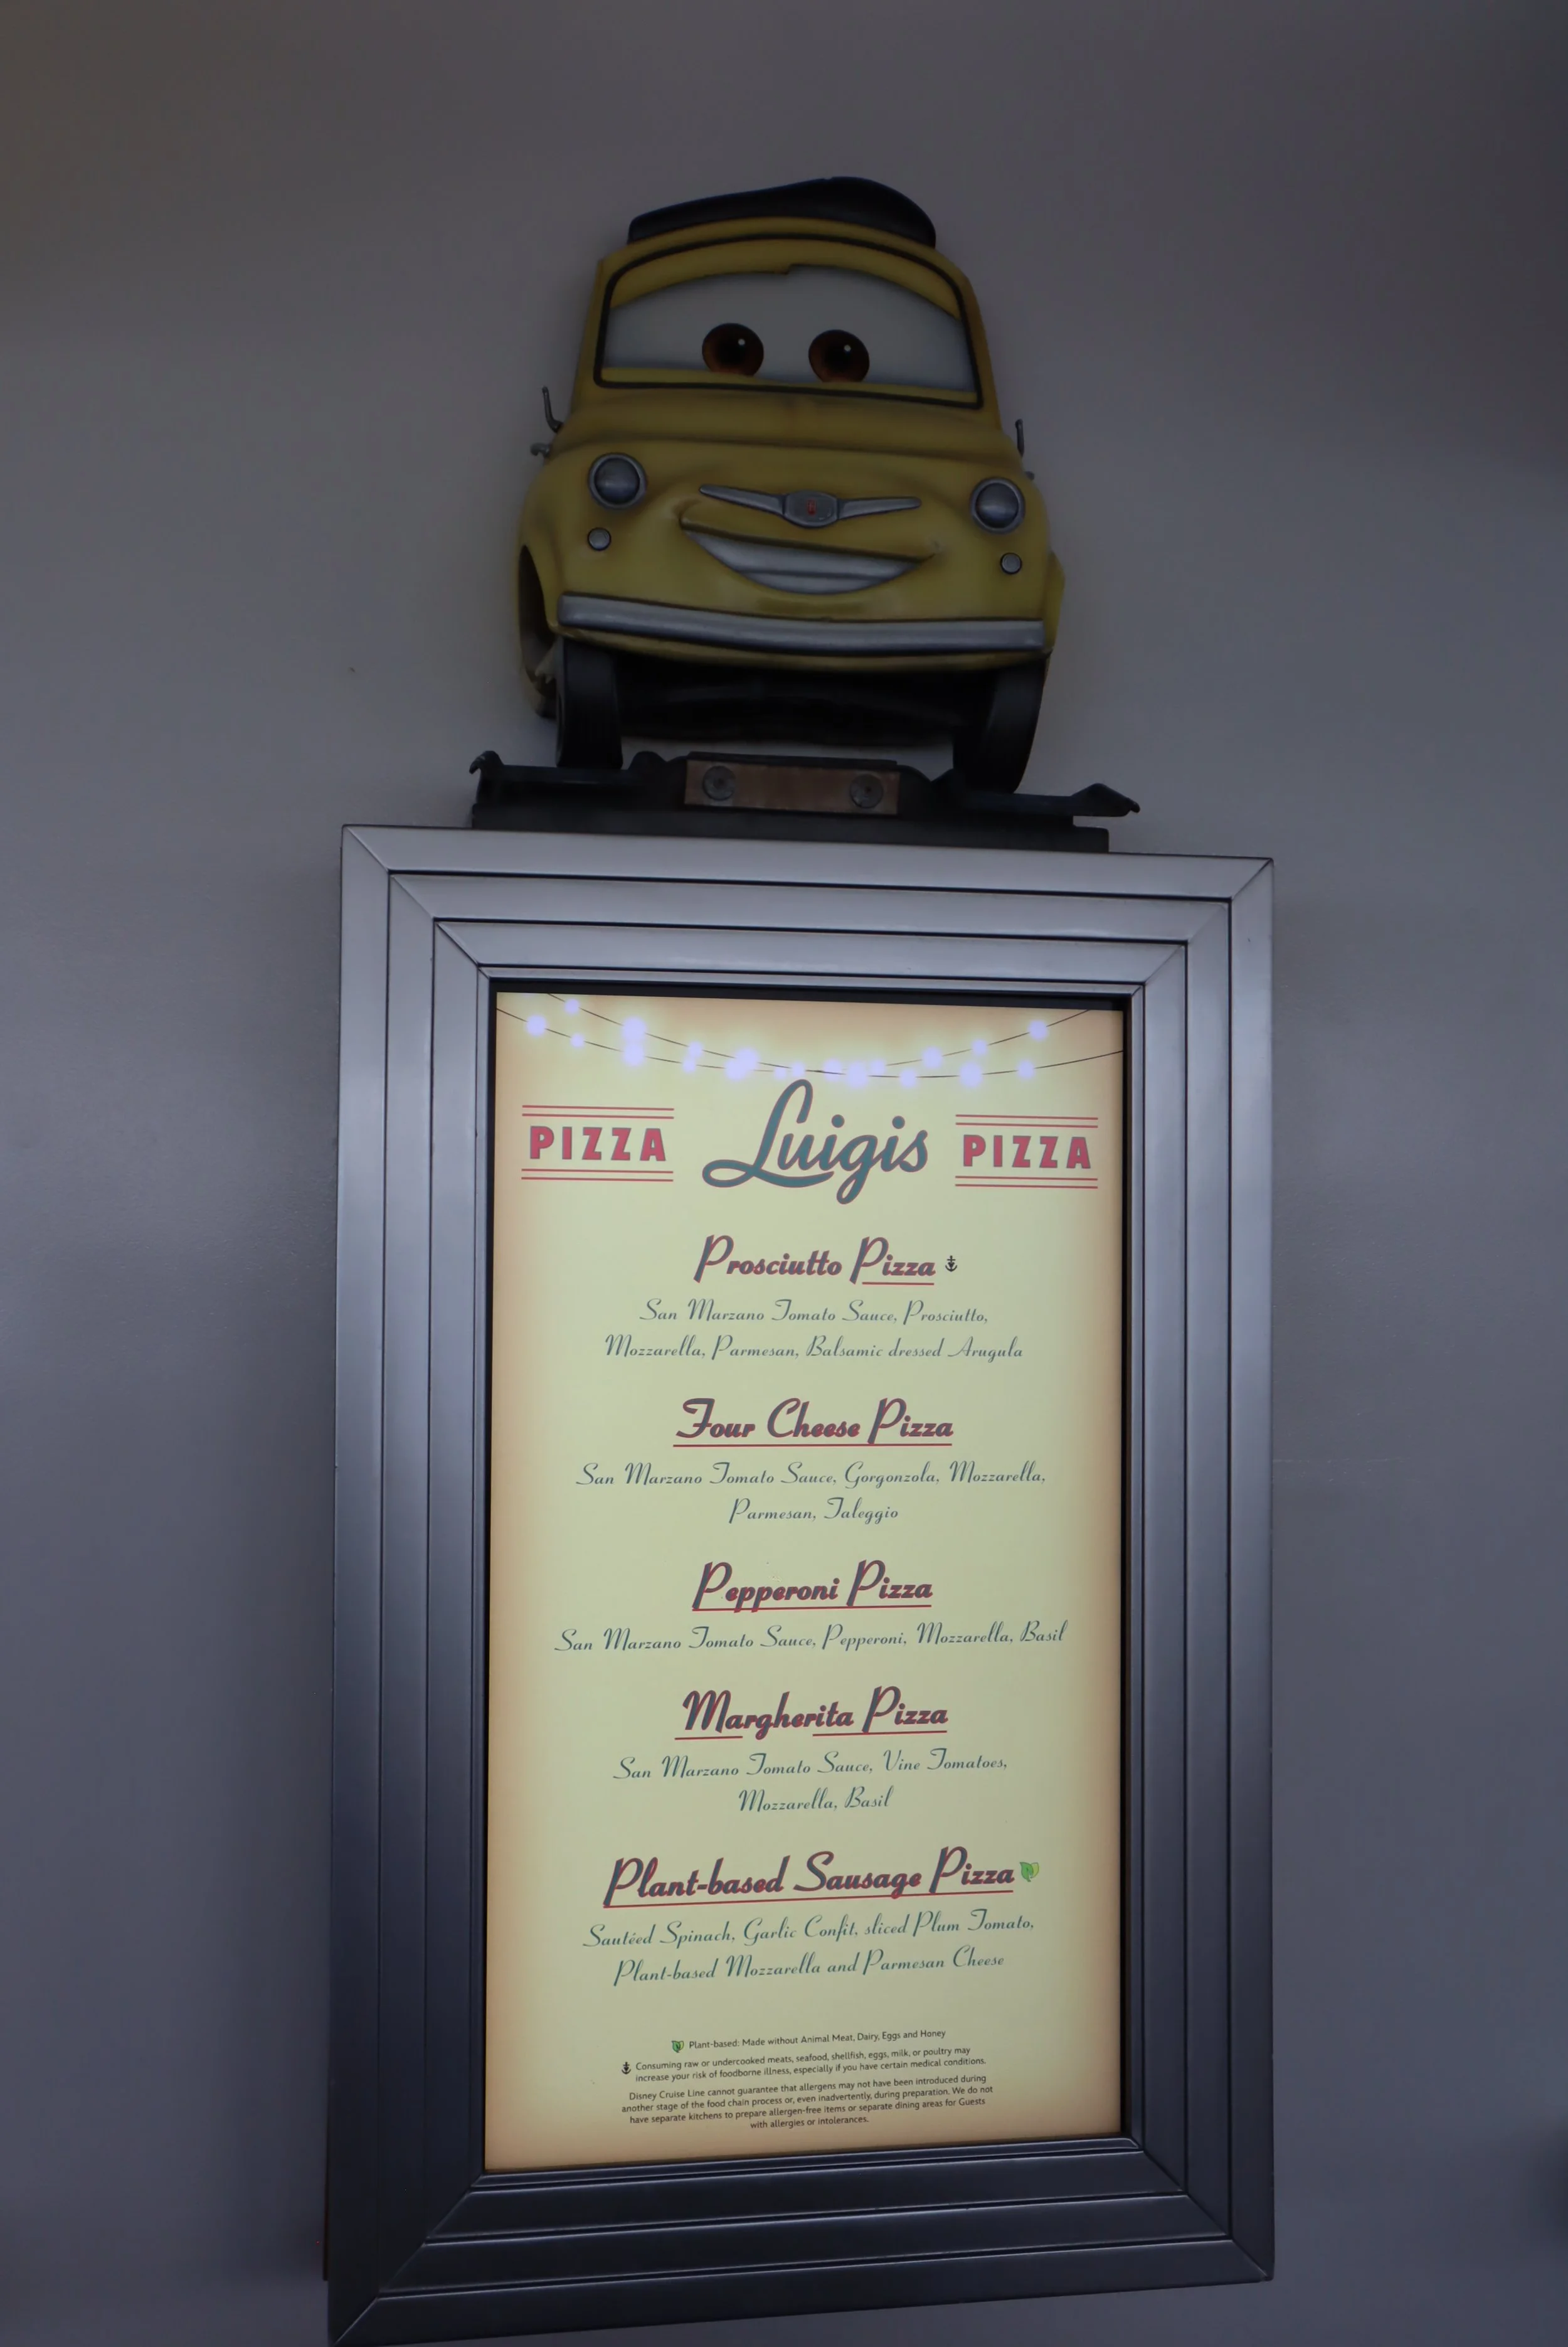 PIZZA Luigis PIZZA
Prosciutto Pizza
San Marzano Tomato Sauce, Prosciutto,
Mozzarella, Parmesan, Balsamic dressed Arugula
Four Cheese Pizza
San Marzano Tomato Sauce, Gorgonzola, Mozzarella,
Parmesan, Taleggio
Pepperoni Pizza
San Marzano Tomato Sauce, Pepperoni, Mozzarella, Basil
Margherita Pizza
San Marzano Tomato Sauce, Vine Tomatoes,
Mozzarella, Basil
Plant-based Sausage Pizza
Sautéed Spinach, Garlic Confit, sliced Plum Tomato,
Plant-based Mozzarella and Parmesan Cheese
Plant-based: Made without Animal Meat, Dairy, Eggs and Honey
Consuming raw or undercooked meats, seafood, shellfish, eggs, milk, or poultry may
increase your risk of foodborne illness, especially if you have certain medical conditions.
Disney Cruise Line cannot guarantee that allergens may not have been introduced during
another stage of the food chain process or, even inadvertently, during preparation. We do not
have separate kitchens to prepare allergen-free items or separate dining areas for Guests
with allergies or intolerances.